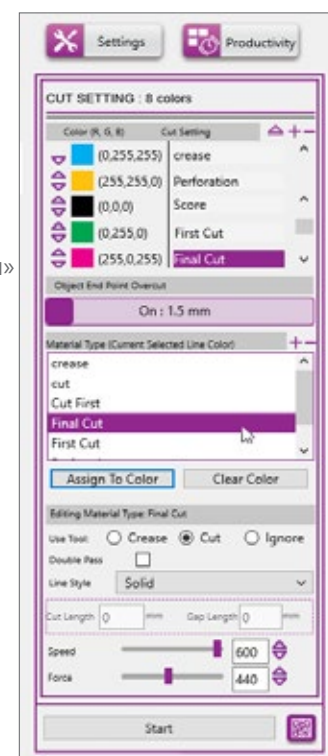 Settings Productivity
CUT SETTING : 8 colors
Color (R, G, B) Cut Setting
(0,255,255) crease
(255,255,0) Perforation
(0,0,0) Score
(0,255,0) First Cut
(255,0,255) Final Cut
Object End Point Overcut
On : 1.5 mm
Material Type (Current Selected Line Color)
crease
cut
Cut First
Final Cut
First Cut
Assign To Color Clear Color
Editing Material Type: Final Cut
Use Tool: Crease Cut Ignore
Double Pass
Line Style Solid
Cut Length 0 mm Gap Length 0 mm
Speed 600
Force 440
Start